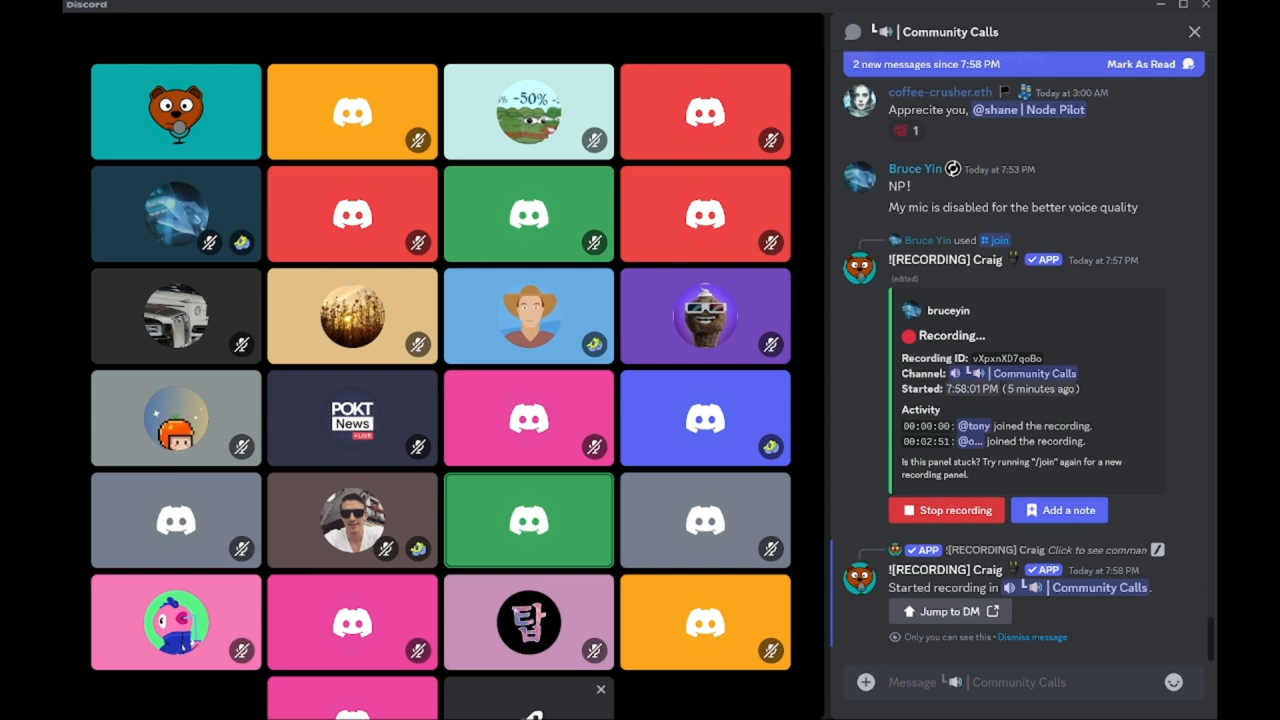 Discord
% -50% %
POKT
News
LIVE
탑
Community Calls
2 new messages since 7:58 PM Mark As Read
coffee-crusher.eth Today at 3:00 AM
Apprecite you, @shane | Node Pilot
1
Bruce Yin Today at 7:53 PM
NP!
My mic is disabled for the better voice quality
Bruce Yin used join
![RECORDING] Craig APP Today at 7:57 PM
(edited)
bruceyin
Recording...
Recording ID: vXpxnXD7qoBo
Channel: ┗🔊 | Community Calls
Started: 7:58:01 PM (5 minutes ago)
Activity
00:00:00: @tony joined the recording.
00:02:51: @a... joined the recording.
Is this panel stuck? Try running "/join" again for a new
recording panel.
Stop recording Add a note
APP ![RECORDING] Craig Click to see comman
![RECORDING] Craig APP Today at 7:58 PM
Started recording in ┗🔊 | Community Calls.
Jump to DM
Only you can see this • Dismiss message
Message ┗🔊 | Community Calls